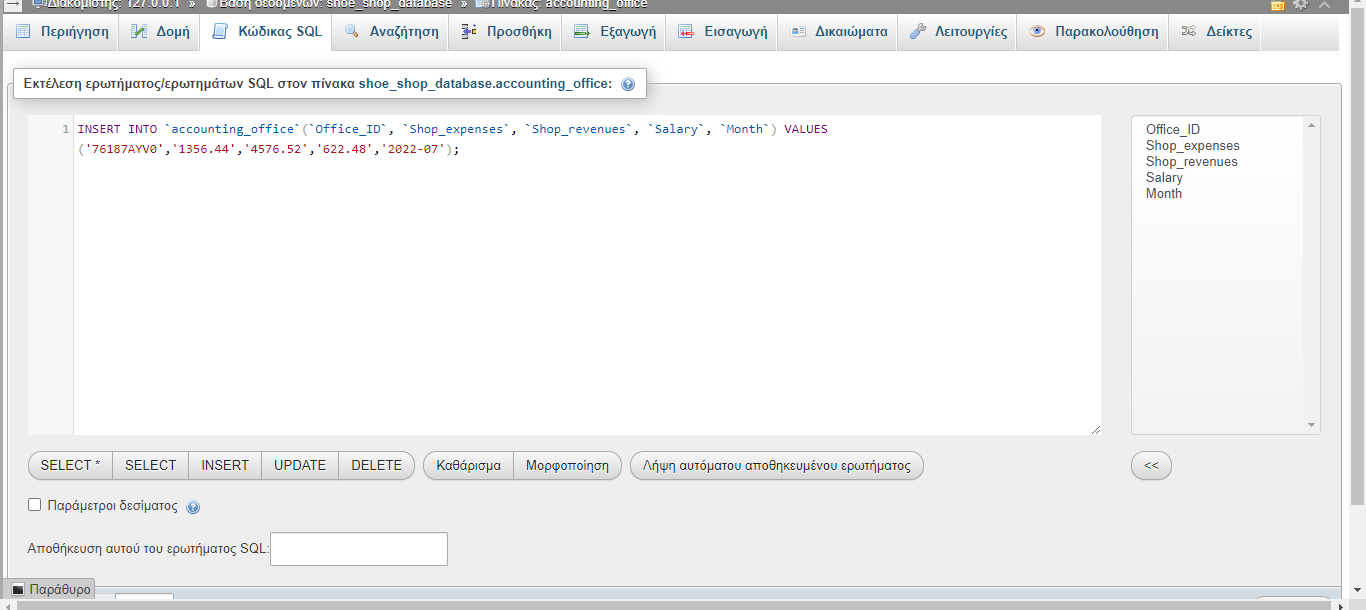 Διακομιστής: 127.0.0.1 » Βάση δεδομένων: shoe_shop_database » Πίνακας: accounting_office
Περιήγηση Δομή Κώδικας SQL Αναζήτηση Προσθήκη Εξαγωγή Εισαγωγή Δικαιώματα Λειτουργίες Παρακολούθηση Δείκτες
Εκτέλεση ερωτήματος/ερωτημάτων SQL στον πίνακα shoe_shop_database.accounting_office:
1 INSERT INTO `accounting_office`(`Office_ID`, `Shop_expenses`, `Shop_revenues`, `Salary`, `Month`) VALUES
('76187AYV0','1356.44','4576.52','622.48','2022-07');
Office_ID
Shop_expenses
Shop_revenues
Salary
Month
SELECT * SELECT INSERT UPDATE DELETE Καθάρισμα Μορφοποίηση Λήψη αυτόματου αποθηκευμένου ερωτήματος <<
Παράμετροι δεσίματος
Αποθήκευση αυτού του ερωτήματος SQL:
Παράθυρο